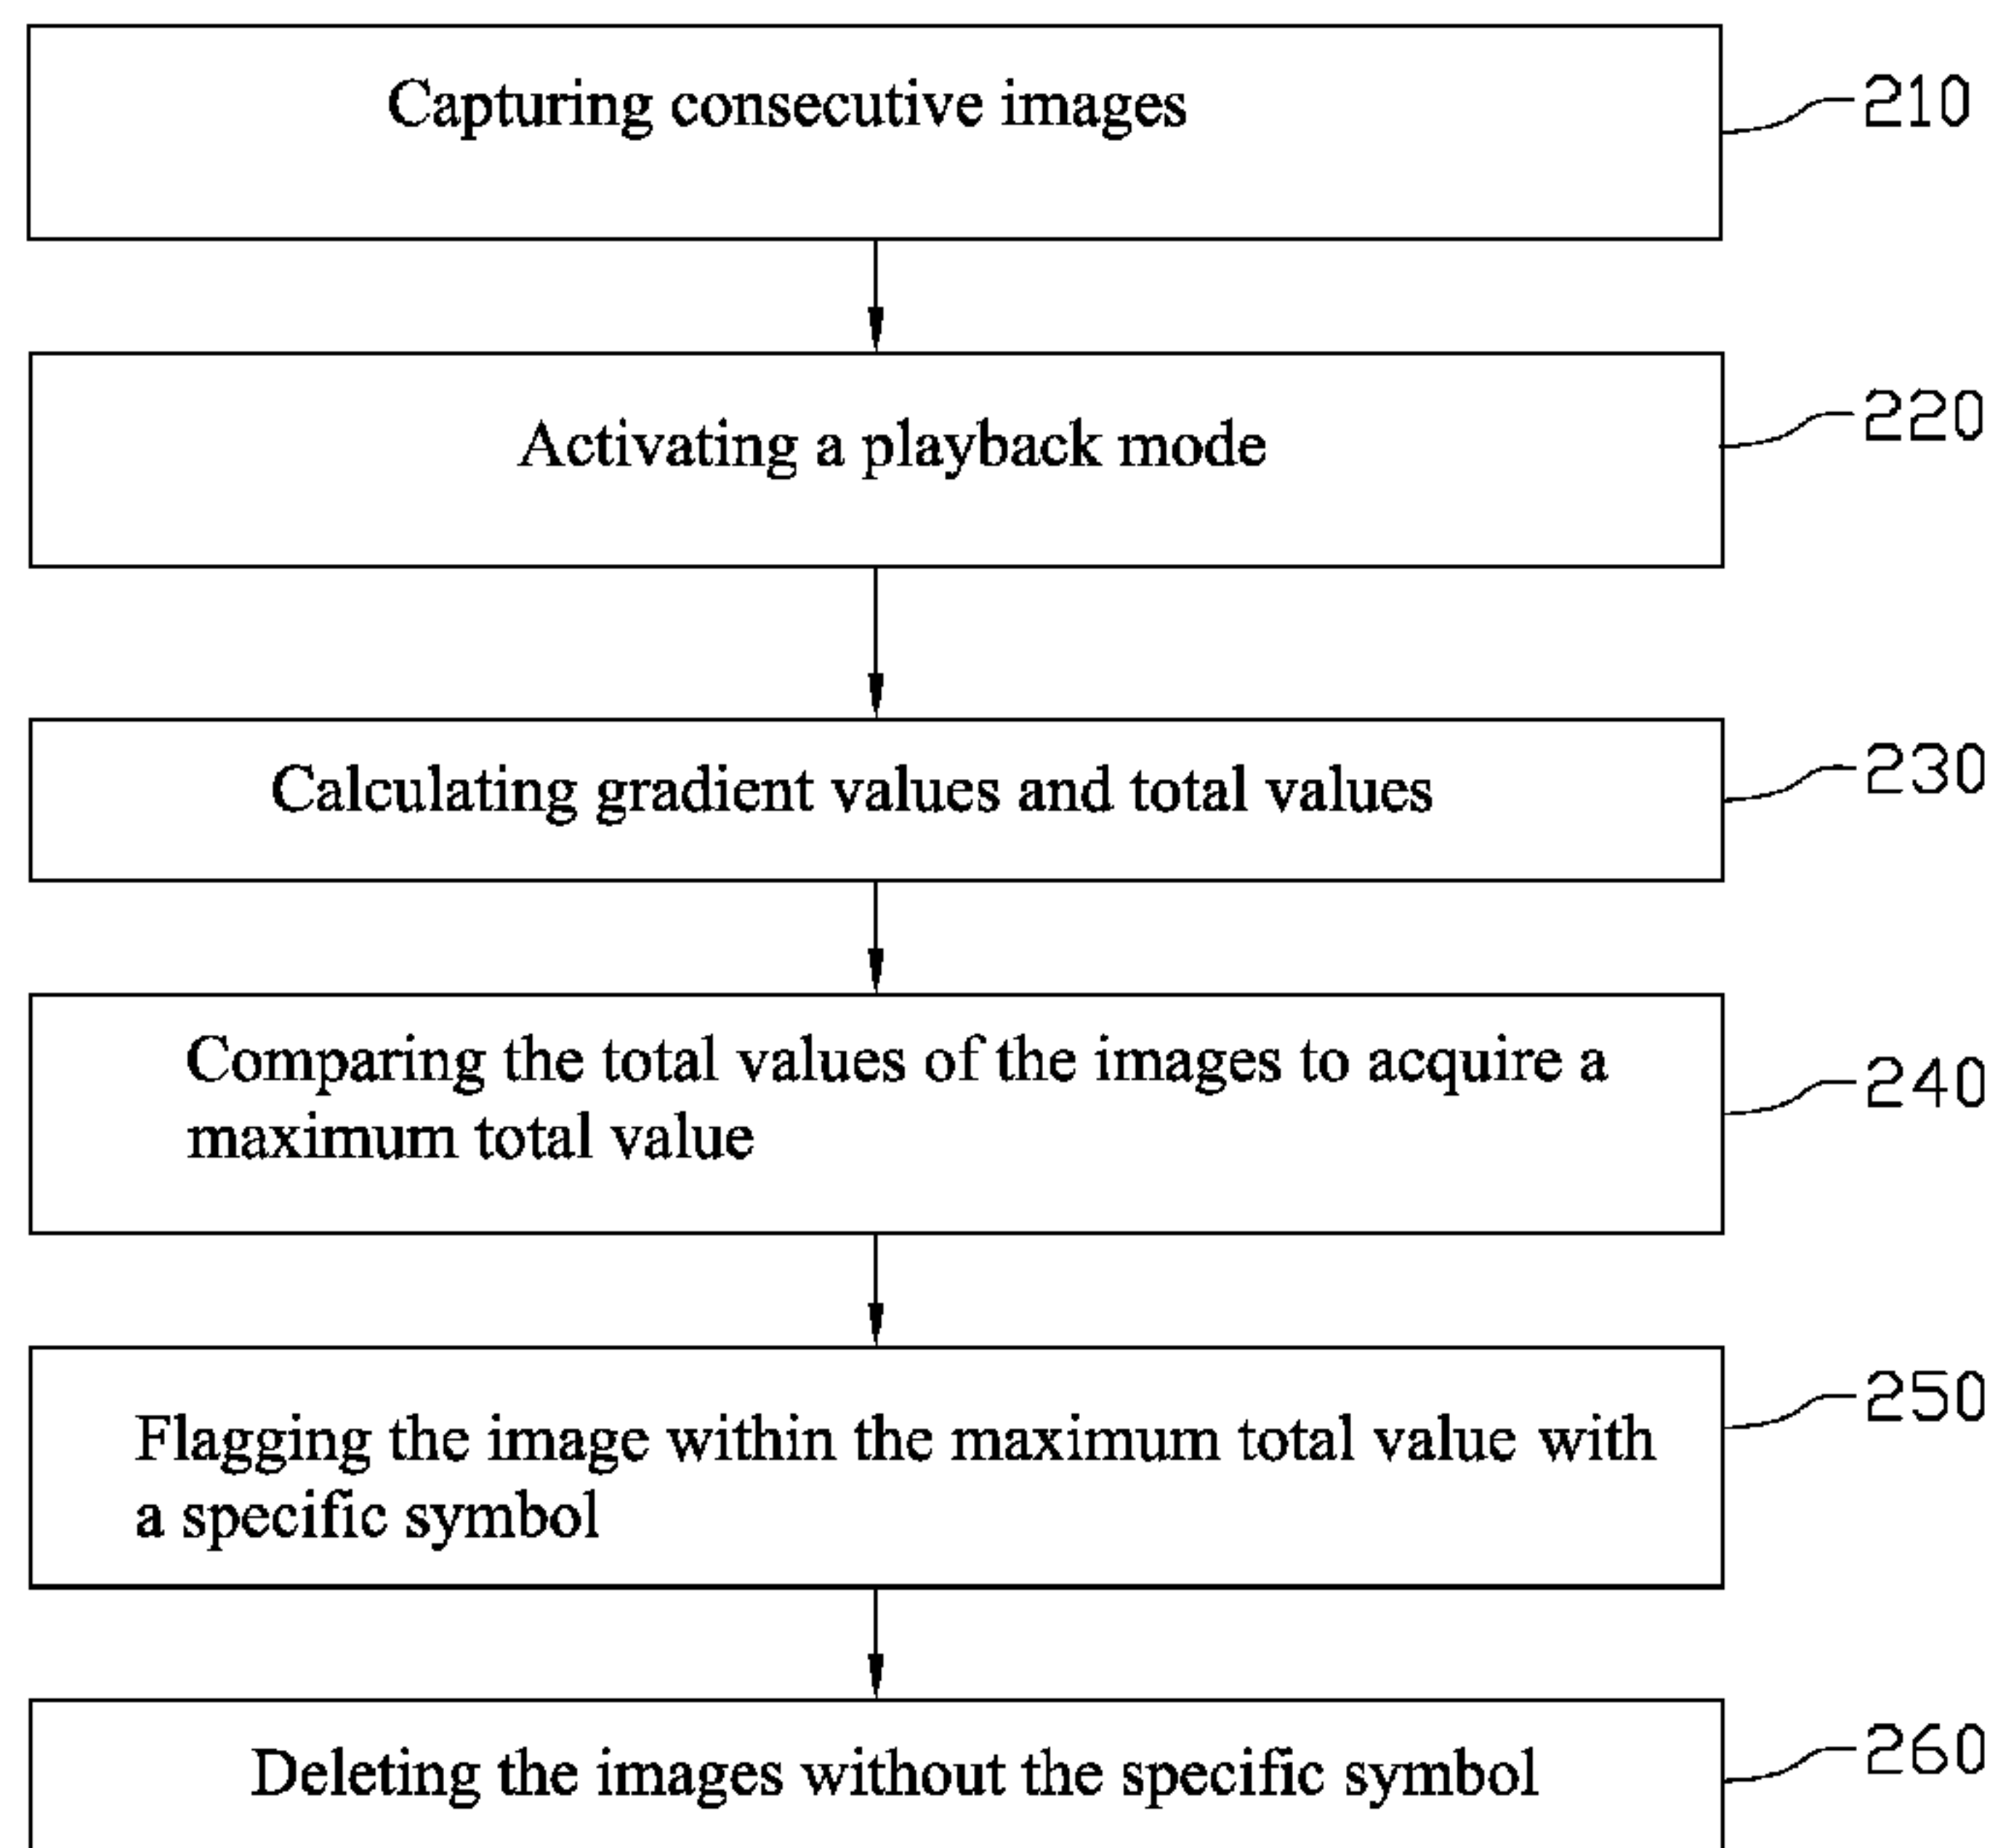 Capturing consecutive images
210
Activating a playback mode
220
Calculating gradient values and total values
230
Comparing the total values of the images to acquire a
maximum total value
240
Flagging the image within the maximum total value with
a specific symbol
250
Deleting the images without the specific symbol
260